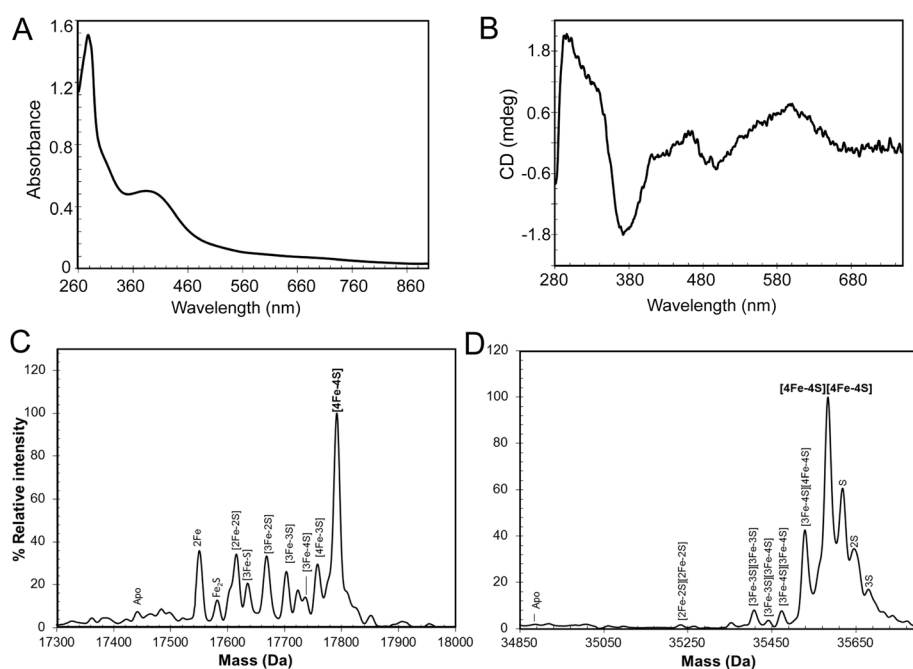 A
1.6
1.2
0.8
0.4
0
Absorbance
260 360 460 560 660 760 860
Wavelength (nm)
B
1.8
0.6
-0.6
-1.8
CD (mdeg)
280 380 480 580 680
Wavelength (nm)
C
120
100
80
60
40
20
0
% Relative intensity
Apo
2Fe
Fe2S
[2Fe-2S]
[3Fe-S]
[3Fe-2S]
[3Fe-3S]
[3Fe-4S]
[4Fe-3S]
[4Fe-4S]
17300 17400 17500 17600 17700 17800 17900 18000
Mass (Da)
D
120
100
80
60
40
20
0
Apo
[2Fe-2S][2Fe-2S]
[3Fe-3S][3Fe-3S]
[3Fe-3S][3Fe-4S]
[3Fe-4S][3Fe-4S]
[3Fe-4S][4Fe-4S]
[4Fe-4S][4Fe-4S]
S
2S
3S
34850 35050 35250 35450 35650
Mass (Da)